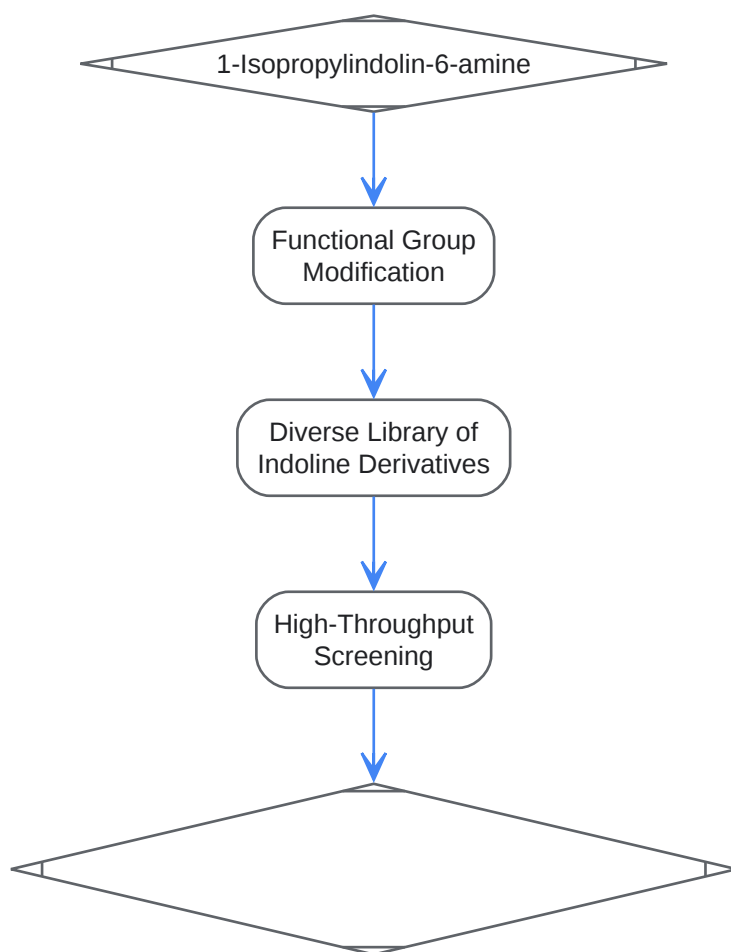 1-Isopropylindolin-6-amine
Functional Group
Modification
Diverse Library of
Indoline Derivatives
High-Throughput
Screening